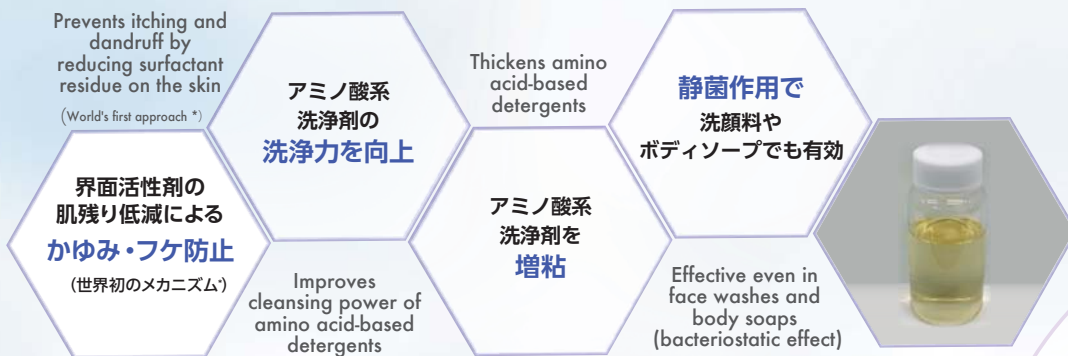 Prevents itching and
dandruff by
reducing surfactant
residue on the skin
(World's first approach *)
界面活性剤の
肌残り低減による
かゆみ・フケ防止
(世界初のメカニズム*)
アミノ酸系
洗浄剤の
洗浄力を向上
Improves
cleansing power of
amino acid-based
detergents
Thickens amino
acid-based
detergents
アミノ酸系
洗浄剤を
増粘
静菌作用で
洗顔料や
ボディソープでも有効
Effective even in
face washes and
body soaps
(bacteriostatic effect)